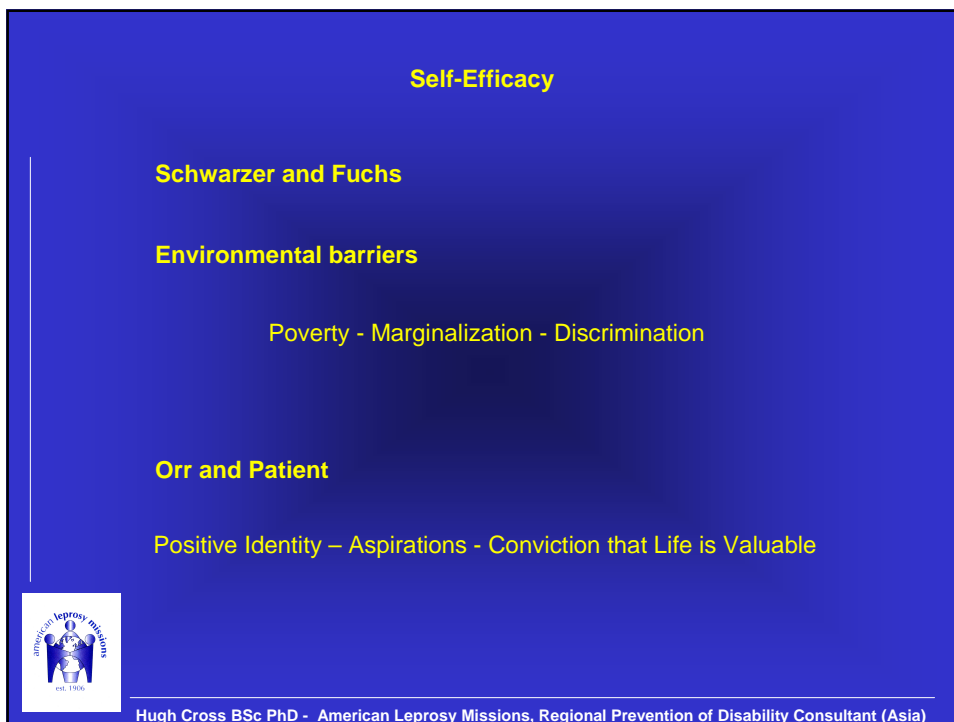 Self-Efficacy
Schwarzer and Fuchs
Environmental barriers
Poverty - Marginalization - Discrimination
Orr and Patient
Positive Identity – Aspirations - Conviction that Life is Valuable
american leprosy missions
est. 1906
Hugh Cross BSc PhD - American Leprosy Missions, Regional Prevention of Disability Consultant (Asia)